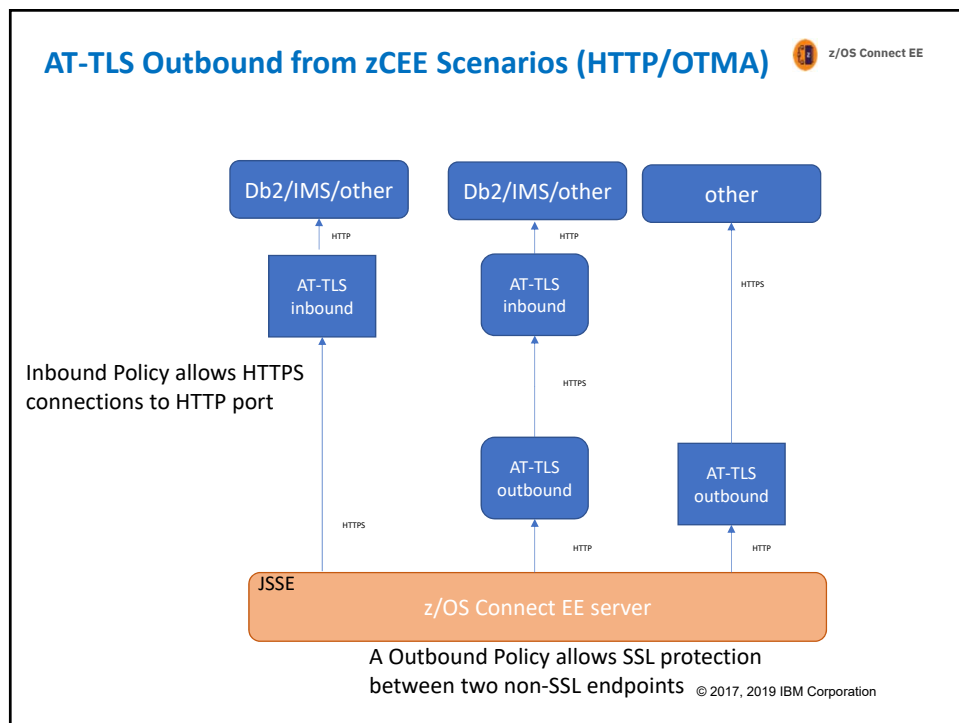 AT-TLS Outbound from zCEE Scenarios (HTTP/OTMA)
z/OS Connect EE
Db2/IMS/other
Db2/IMS/other
other
HTTP
HTTP
AT-TLS
inbound
AT-TLS
inbound
HTTPS
Inbound Policy allows HTTPS
connections to HTTP port
HTTPS
AT-TLS
outbound
AT-TLS
outbound
HTTPS
HTTP
HTTP
JSSE
z/OS Connect EE server
A Outbound Policy allows SSL protection
between two non-SSL endpoints
© 2017, 2019 IBM Corporation